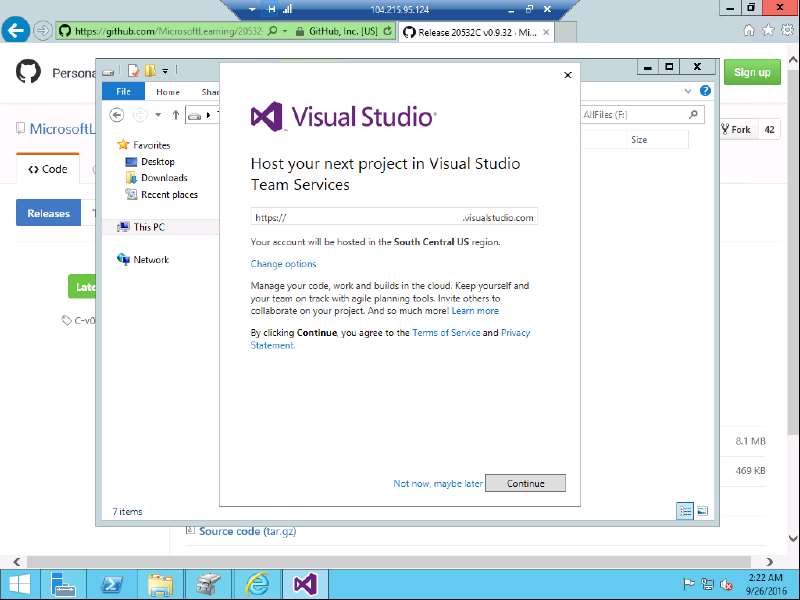 104.215.95.124
https://github.com/MicrosoftLearning/20532-
GitHub, Inc. [US]
Release 20532C v0.9.32 · Mi...
Persona
Sign up
File
Home
Shar
AllFiles (F:)
MicrosoftL
Fork
42
Size
Code
Releases
T
Favorites
Desktop
Downloads
Recent places
This PC
Network
Late
C-v0
Visual Studio
Host your next project in Visual Studio
Team Services
https://
.visualstudio.com
Your account will be hosted in the South Central US region.
Change options
Manage your code, work and builds in the cloud. Keep yourself and
your team on track with agile planning tools. Invite others to
collaborate on your project. And so much more! Learn more
By clicking Continue, you agree to the Terms of Service and Privacy
Statement.
Not now, maybe later
Continue
8.1 MB
469 KB
7 items
Source code (tar.gz)
2:22 AM
9/26/2016